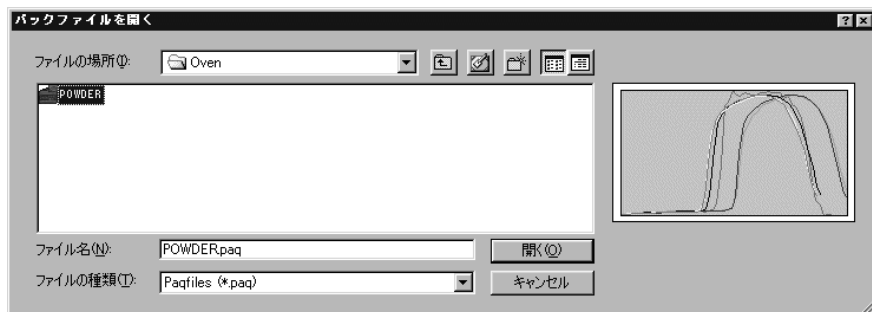 パックファイルを開く
ファイルの場所(I): Oven
POWDER
ファイル名(N): POWDER.paq 開く(O)
ファイルの種類(T): Paqfiles (*.paq) キャンセル